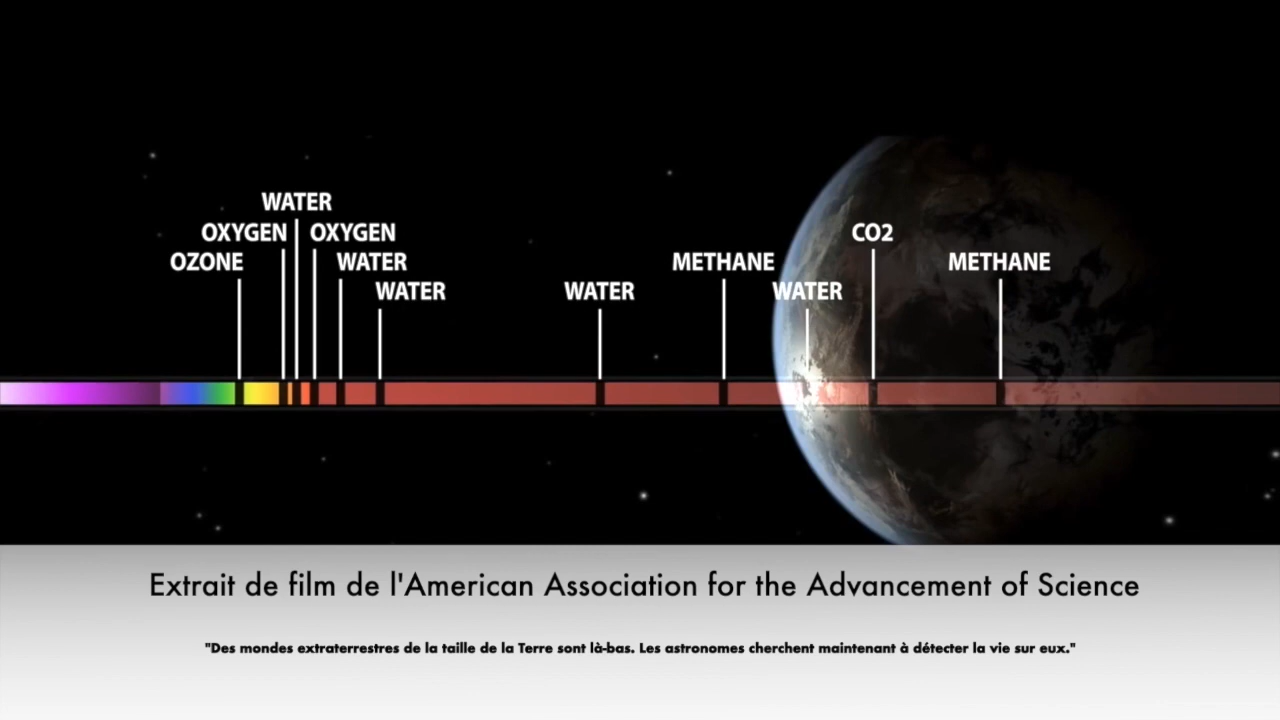 WATER
OXYGEN OXYGEN CO2
OZONE WATER METHANE METHANE
WATER WATER WATER
Extrait de film de l'American Association for the Advancement of Science
"Des mondes extraterrestres de la taille de la Terre sont là-bas. Les astronomes cherchent maintenant à détecter la vie sur eux."